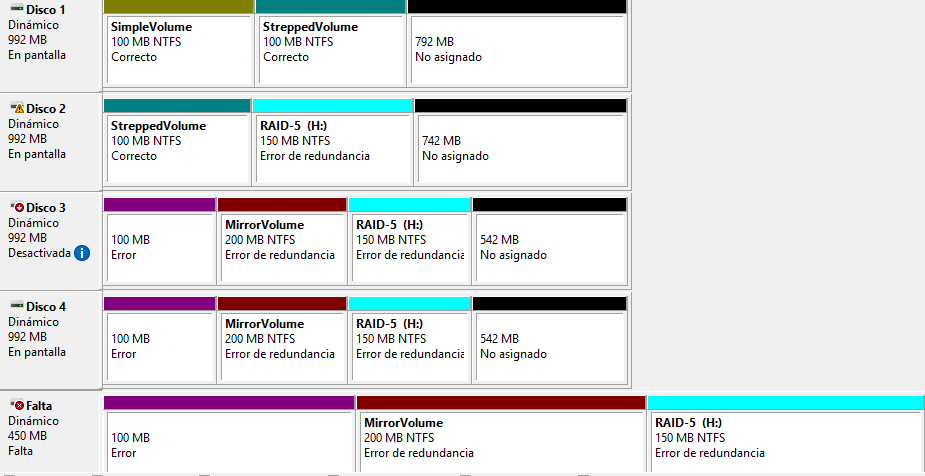 Disco 1
Dinámico
992 MB
En pantalla
SimpleVolume
100 MB NTFS
Correcto
StreppedVolume
100 MB NTFS
Correcto
792 MB
No asignado
Disco 2
Dinámico
992 MB
En pantalla
StreppedVolume
100 MB NTFS
Correcto
RAID-5 (H:)
150 MB NTFS
Error de redundancia
742 MB
No asignado
Disco 3
Dinámico
992 MB
Desactivada
100 MB
Error
MirrorVolume
200 MB NTFS
Error de redundancia
RAID-5 (H:)
150 MB NTFS
Error de redundancia
542 MB
No asignado
Disco 4
Dinámico
992 MB
En pantalla
100 MB
Error
MirrorVolume
200 MB NTFS
Error de redundancia
RAID-5 (H:)
150 MB NTFS
Error de redundancia
542 MB
No asignado
Falta
Dinámico
450 MB
Falta
100 MB
Error
MirrorVolume
200 MB NTFS
Error de redundancia
RAID-5 (H:)
150 MB NTFS
Error de redundancia